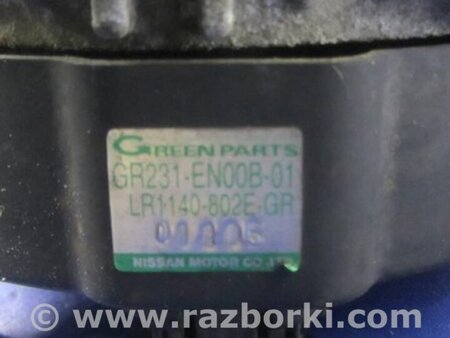 GREEN PARTS
GR231-EN00B-01
LR1140-802E-GR
NISSAN MOTOR CO.,LTD
www.razborki.com